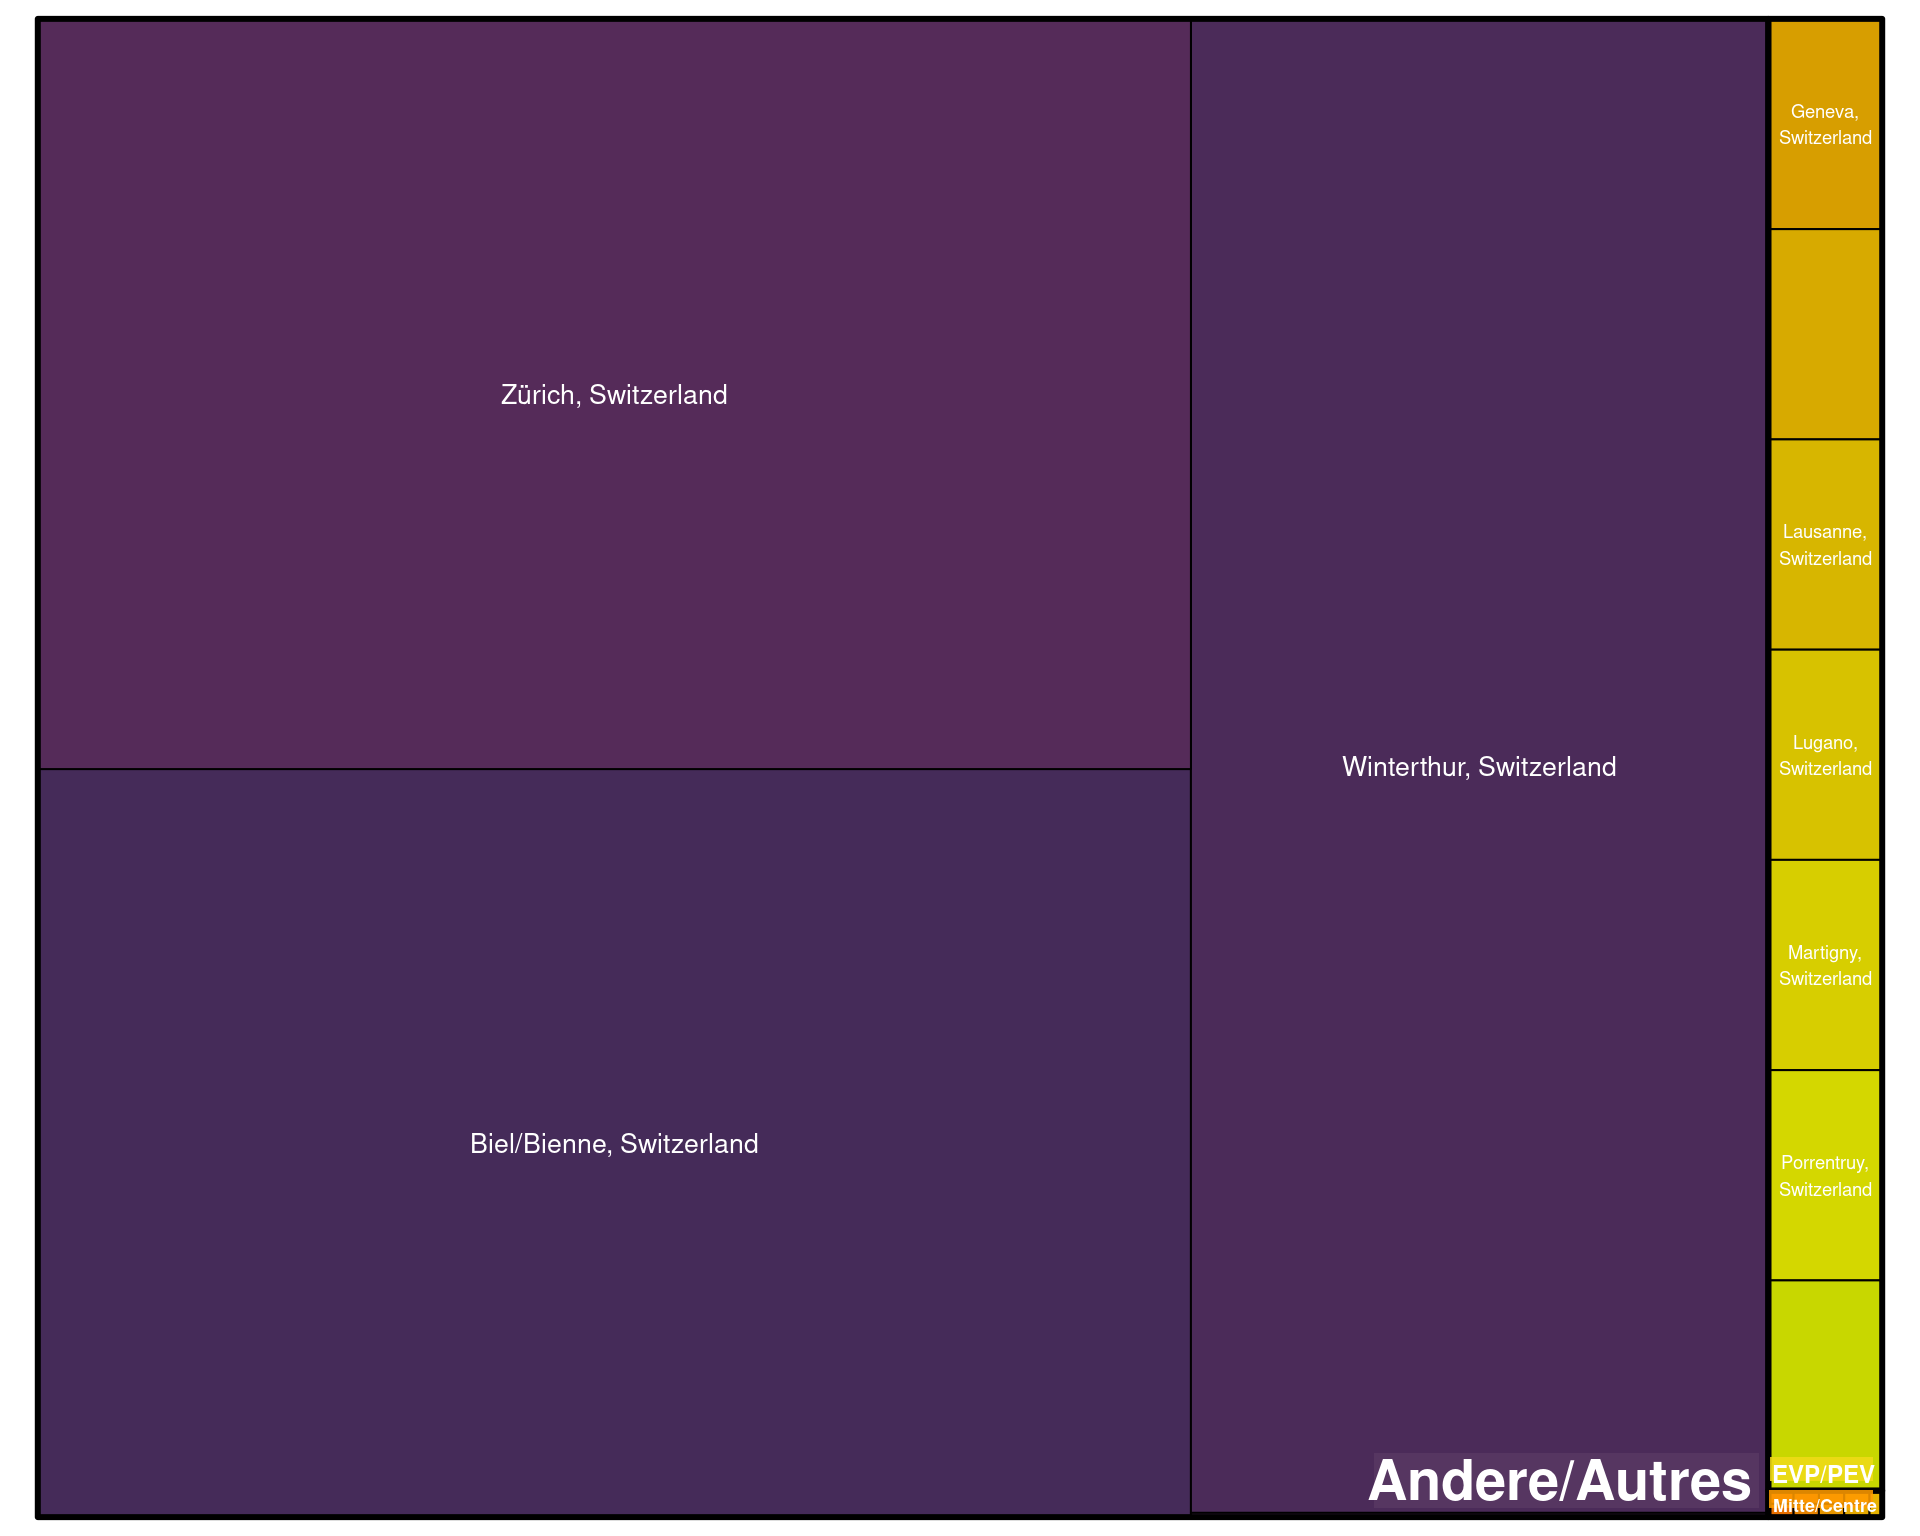 Zürich, Switzerland
Biel/Bienne, Switzerland
Winterthur, Switzerland
Andere/Autres
Geneva,
Switzerland
Lausanne,
Switzerland
Lugano,
Switzerland
Martigny,
Switzerland
Porrentruy,
Switzerland
EVP/PEV
Mitte/Centre